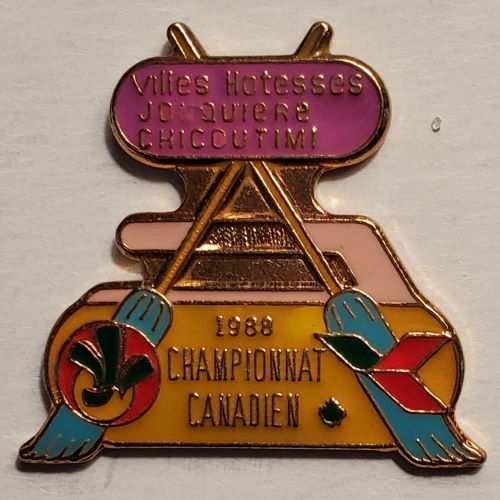 Villes Hotesses
JONQUIERE
CHICOUTIMI
1988
CHAMPIONNAT
CANADIEN